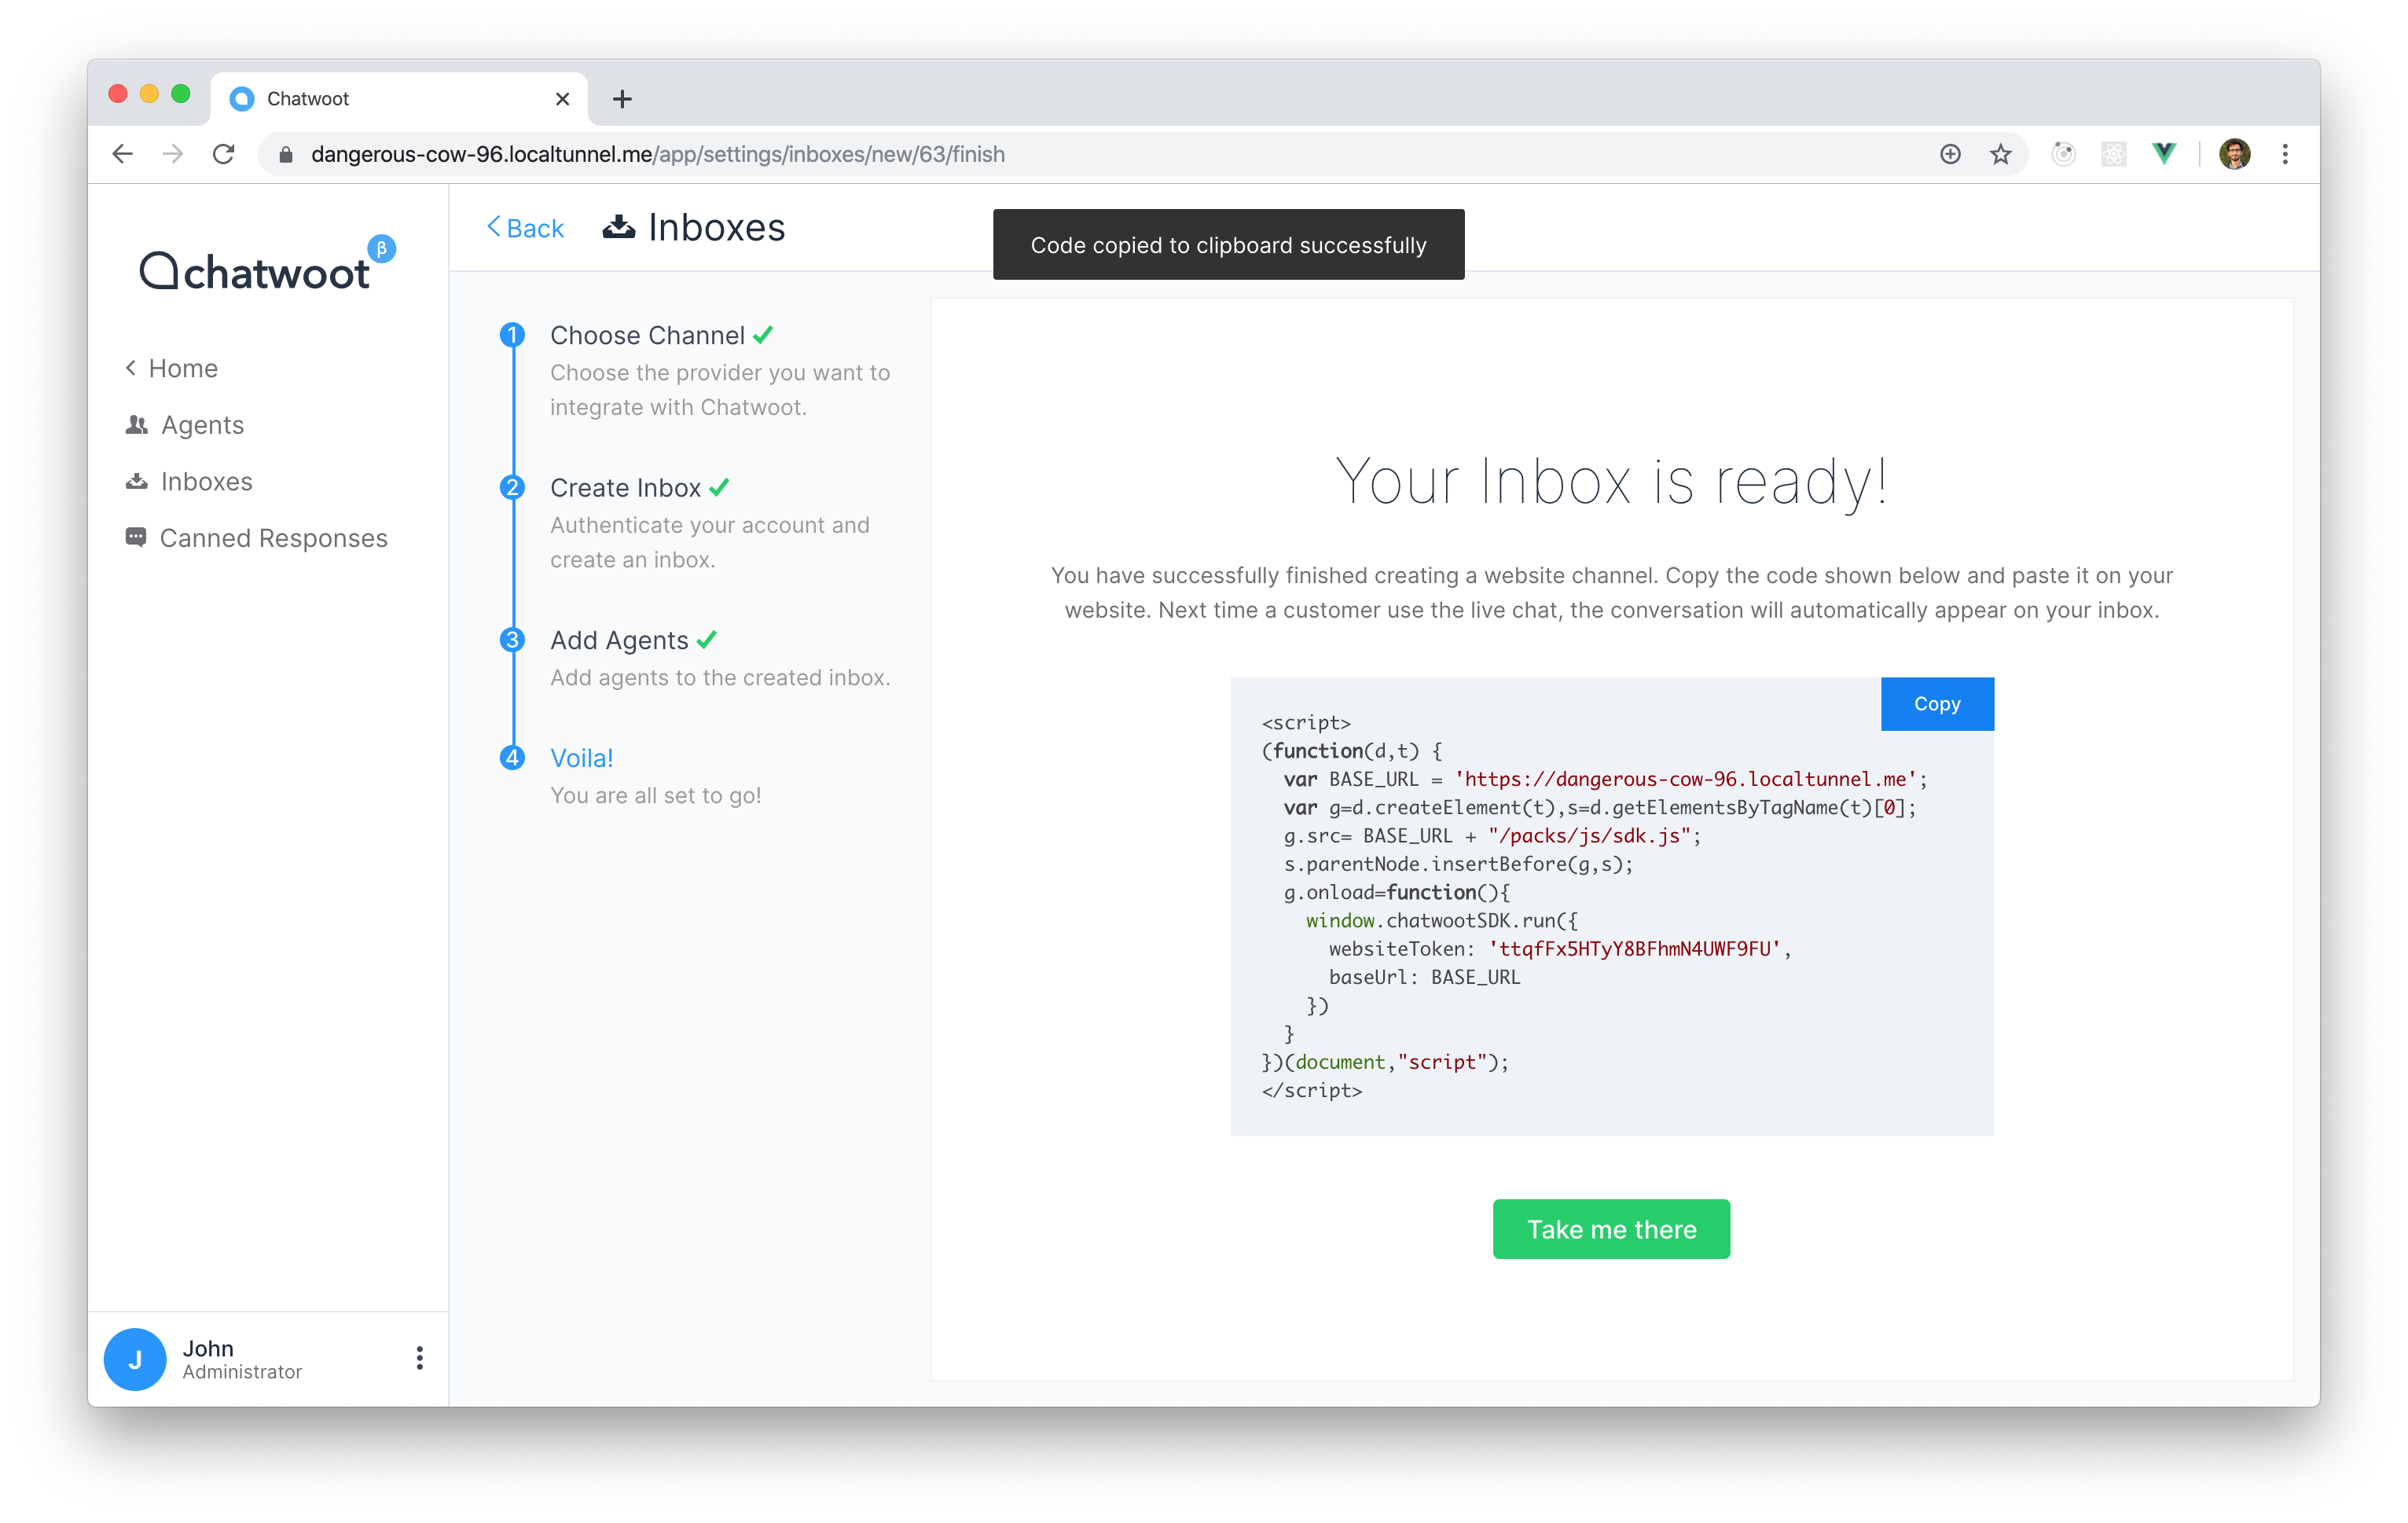 Chatwoot
dangerous-cow-96.localtunnel.me/app/settings/inboxes/new/63/finish
chatwoot β
Home
Agents
Inboxes
Canned Responses
John
Administrator
J
Back
Inboxes
Code copied to clipboard successfully
1 Choose Channel
Choose the provider you want to
integrate with Chatwoot.
2 Create Inbox
Authenticate your account and
create an inbox.
3 Add Agents
Add agents to the created inbox.
4 Voila!
You are all set to go!
Your Inbox is ready!
You have successfully finished creating a website channel. Copy the code shown below and paste it on your
website. Next time a customer use the live chat, the conversation will automatically appear on your inbox.
Copy
<script>
(function(d,t) {
  var BASE_URL = 'https://dangerous-cow-96.localtunnel.me';
  var g=d.createElement(t),s=d.getElementsByTagName(t)[0];
  g.src= BASE_URL + "/packs/js/sdk.js";
  s.parentNode.insertBefore(g,s);
  g.onload=function(){
    window.chatwootSDK.run({
      websiteToken: 'ttqfFx5HTyY8BFhmN4UWF9FU',
      baseUrl: BASE_URL
    })
  }
})(document,"script");
</script>
Take me there